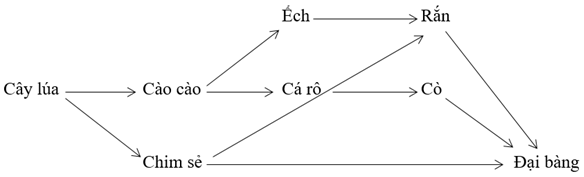 Ếch Rắn
Cây lúa Cào cào Cá rô Cò
Chim sẻ Đại bàng